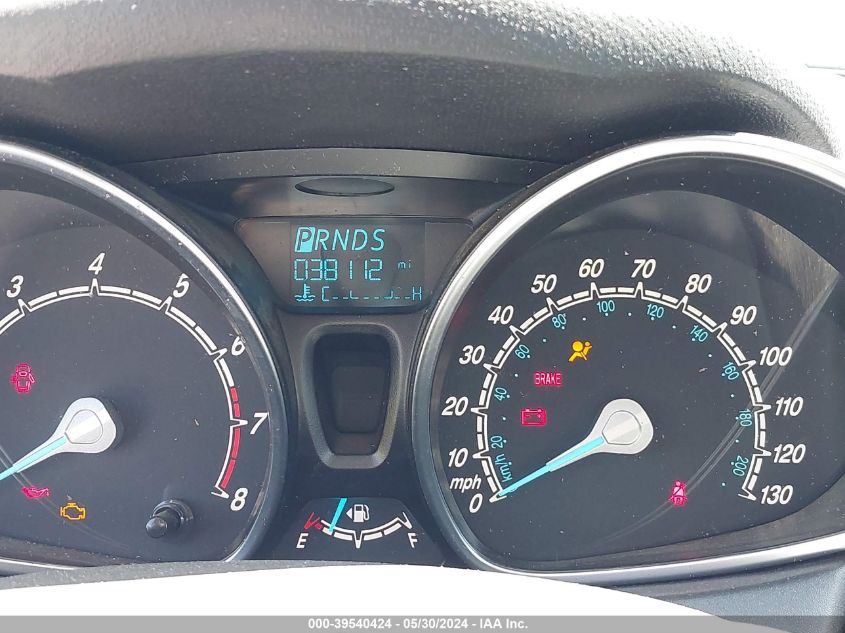 PRNDS
038112 mi
C H
3 4 5 6 7 8
0 10 20 30 40 50 60 70 80 90 100 110 120 130
mph
20 40 60 80 100 120 140 160 180 200
km/h
BRAKE
E F
000-39540424 - 05/30/2024 - IAA Inc.